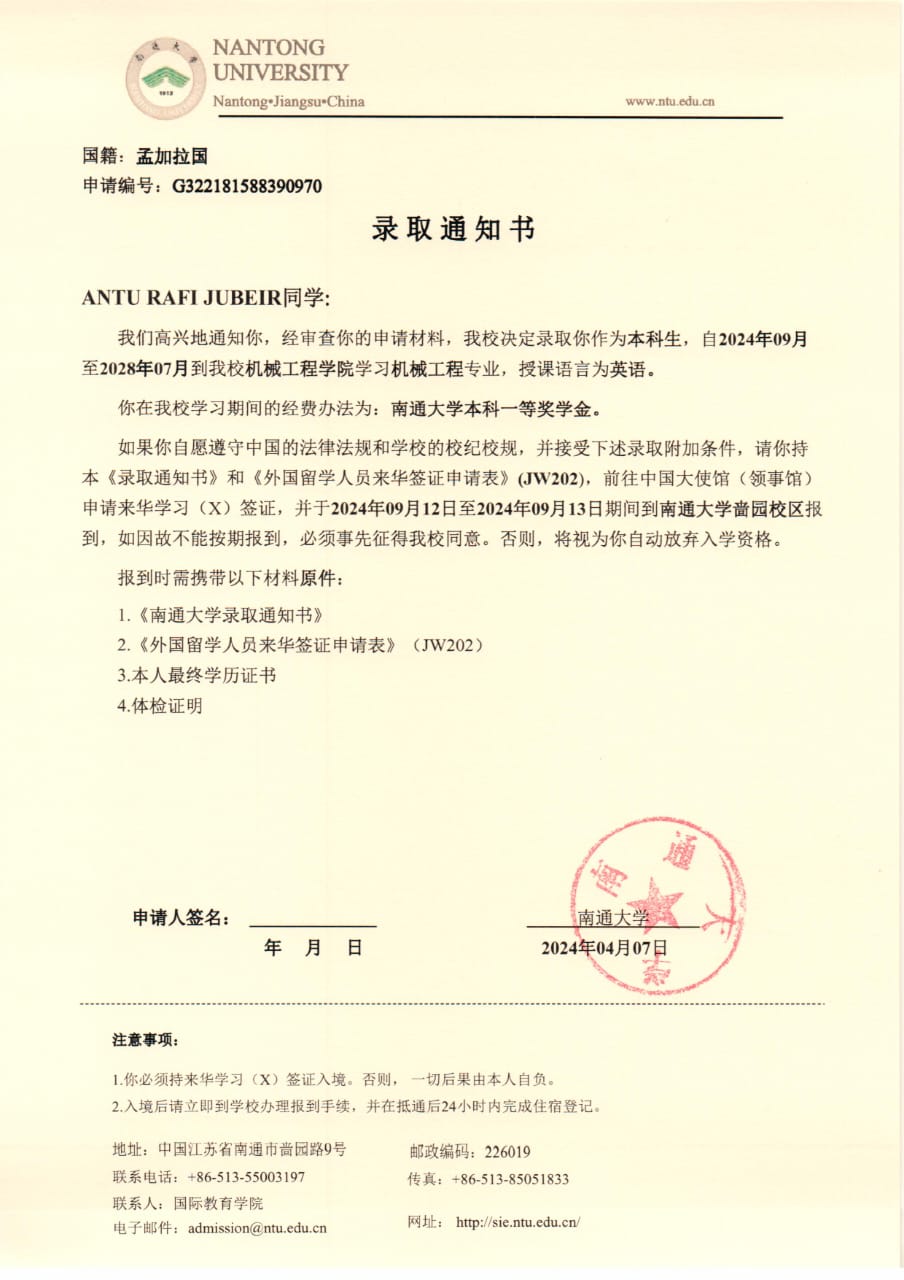 南通大学
1912
NANTONG UNIVERSITY
NANTONG
UNIVERSITY
Nantong•Jiangsu•China
www.ntu.edu.cn
国籍：孟加拉国
申请编号：G322181588390970
录取通知书
ANTU RAFI JUBEIR同学:
我们高兴地通知你，经审查你的申请材料，我校决定录取你作为本科生，自2024年09月
至2028年07月到我校机械工程学院学习机械工程专业，授课语言为英语。
你在我校学习期间的经费办法为：南通大学本科一等奖学金。
如果你自愿遵守中国的法律法规和学校的校纪校规，并接受下述录取附加条件，请你持
本《录取通知书》和《外国留学人员来华签证申请表》(JW202)，前往中国大使馆（领事馆）
申请来华学习（X）签证，并于2024年09月12日至2024年09月13日期间到南通大学啬园校区报
到，如因故不能按期报到，必须事先征得我校同意。否则，将视为你自动放弃入学资格。
报到时需携带以下材料原件：
1.《南通大学录取通知书》
2.《外国留学人员来华签证申请表》（JW202）
3.本人最终学历证书
4.体检证明
申请人签名：
年 月 日
南通大学
2024年04月07日
南通大学
注意事项：
1.你必须持来华学习（X）签证入境。否则， 一切后果由本人自负。
2.入境后请立即到学校办理报到手续，并在抵通后24小时内完成住宿登记。
地址：中国江苏省南通市啬园路9号
邮政编码：226019
联系电话：+86-513-55003197
传真：+86-513-85051833
联系人：国际教育学院
电子邮件：admission@ntu.edu.cn
网址： http://sie.ntu.edu.cn/